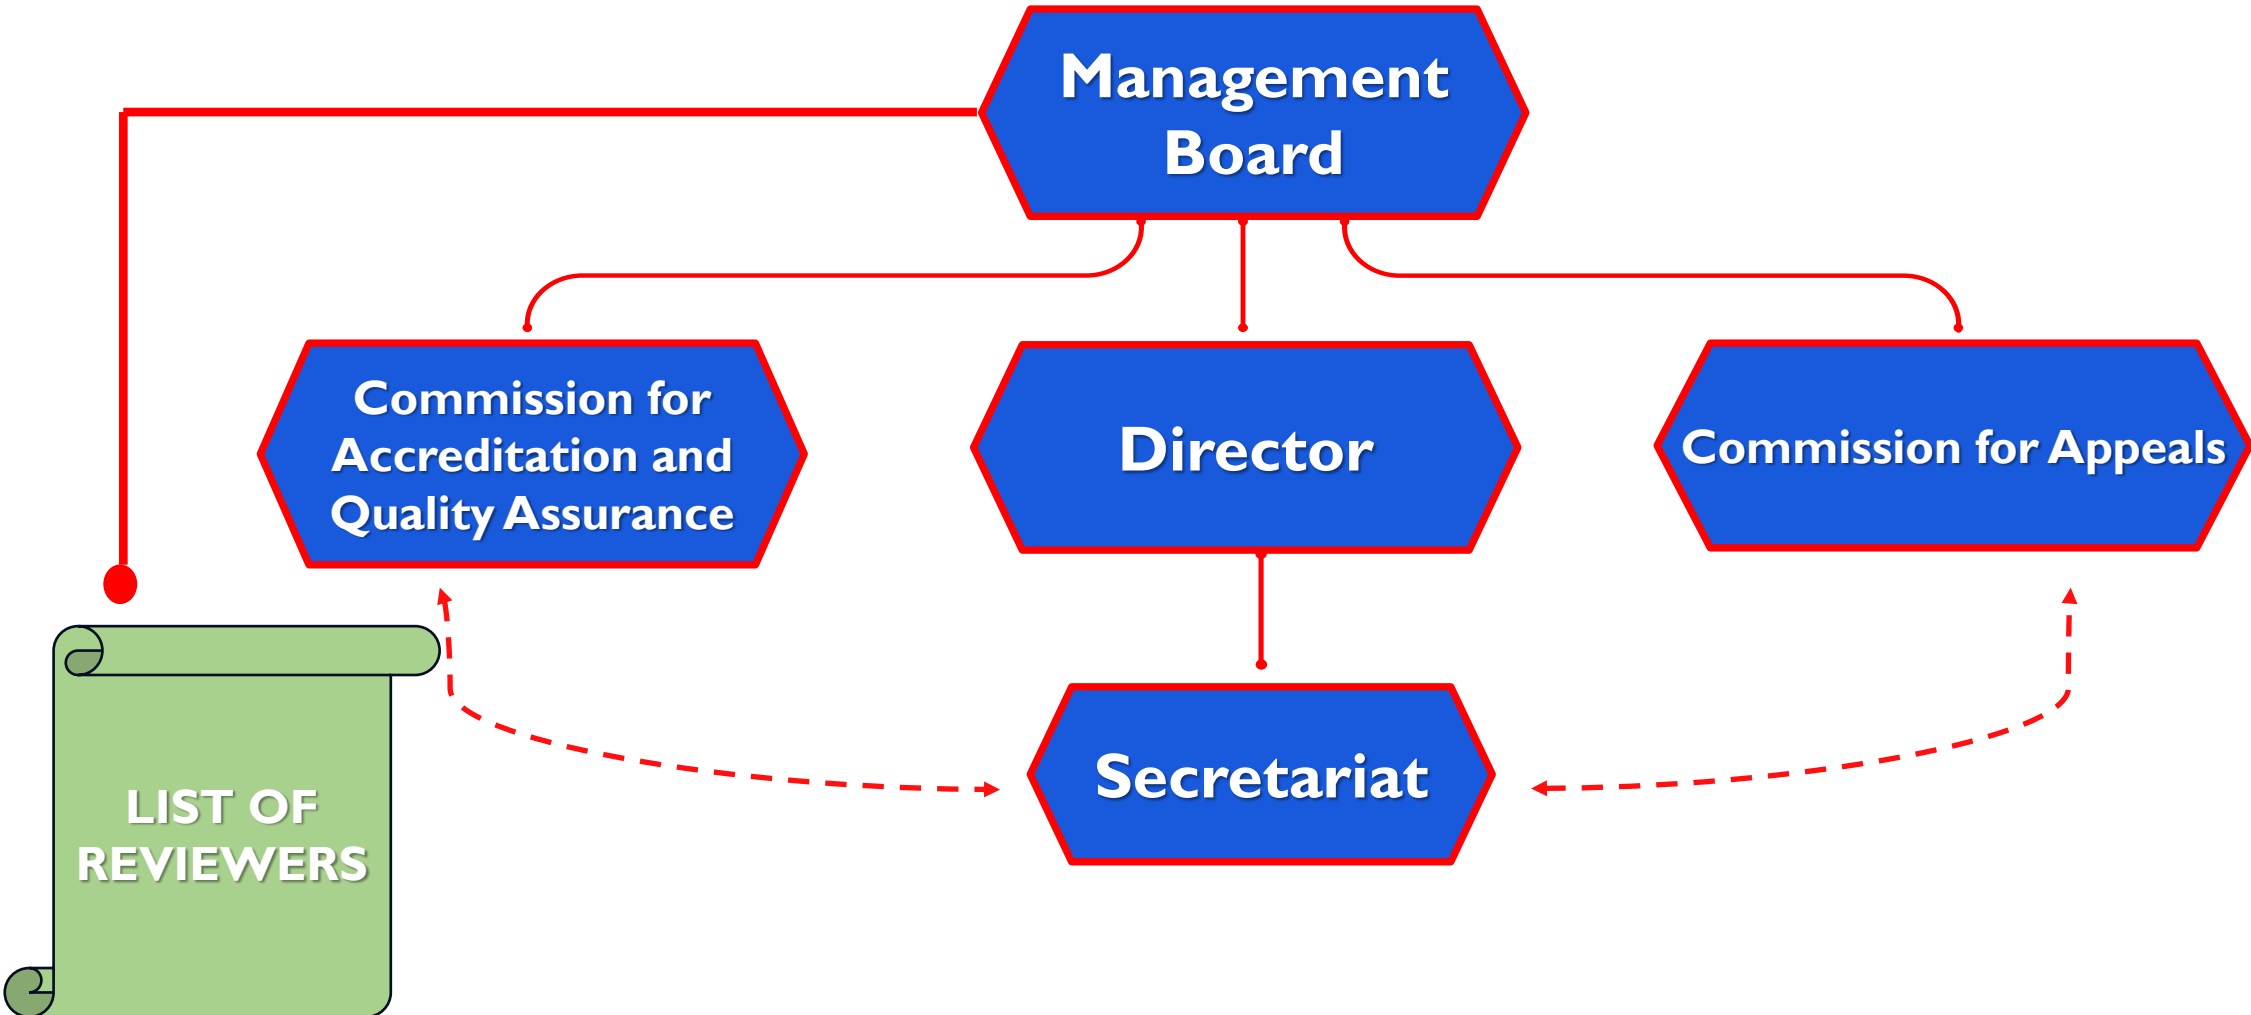 Management
Board
Commission for
Accreditation and
Quality Assurance
Director
Commission for Appeals
Secretariat
LIST OF
REVIEWERS